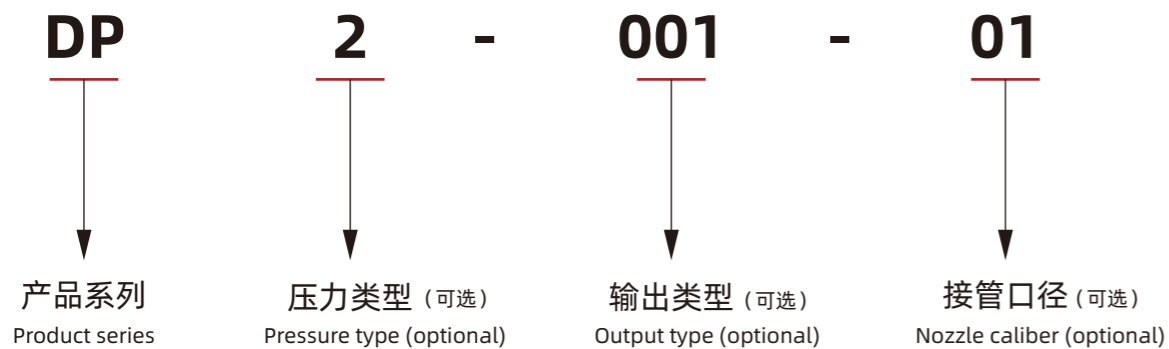 DP 2 - 001 - 01
产品系列 压力类型（可选） 输出类型（可选） 接管口径（可选）
Product series Pressure type (optional) Output type (optional) Nozzle caliber (optional)